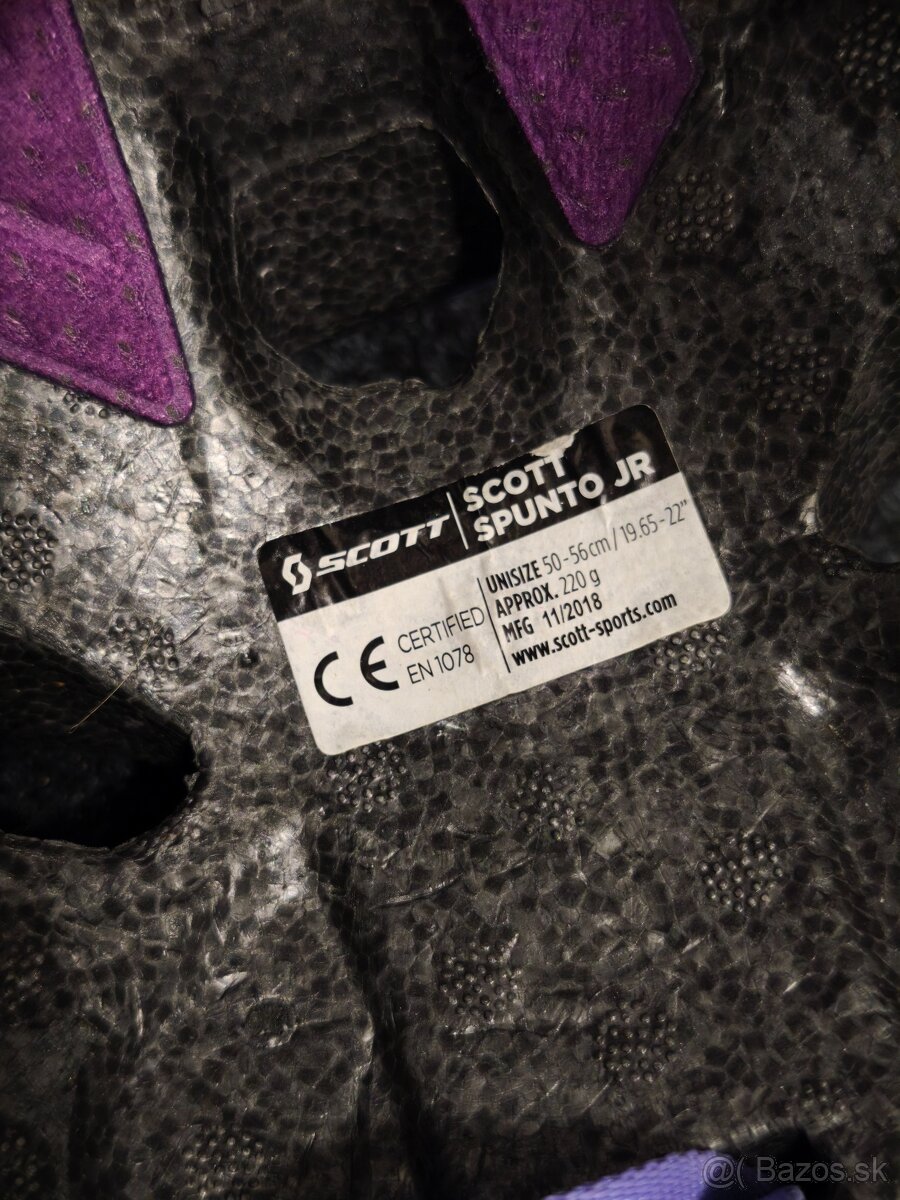 SCOTT
SCOTT
SPUNTO JR
CE CERTIFIED
EN 1078
UNISIZE 50-56cm/19.65-22"
APPROX. 220 g
MFG 11/2018
www.scott-sports.com
@( Bazos.sk